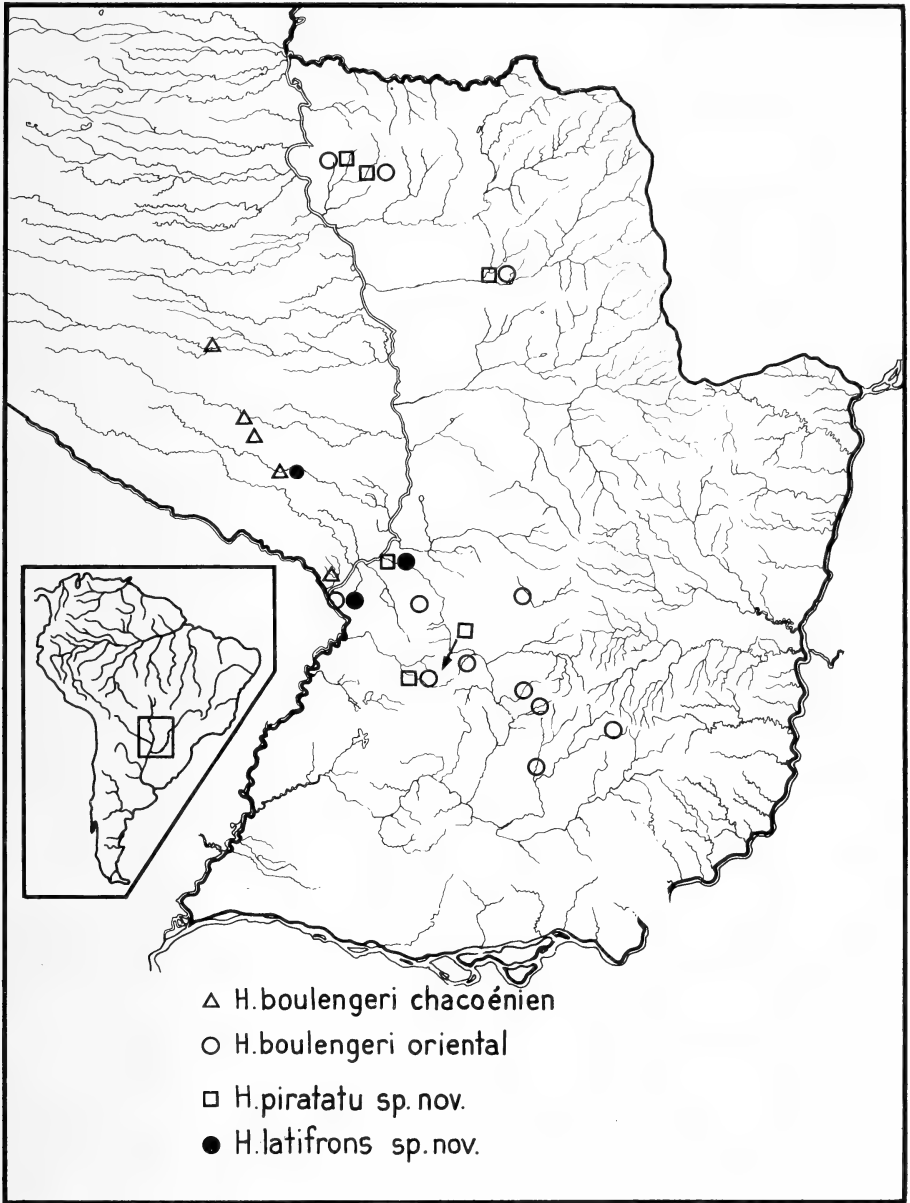 H.boulengeri chacoénien
H.boulengeri oriental
H.piratatu sp.nov.
H.latifrons sp.nov.